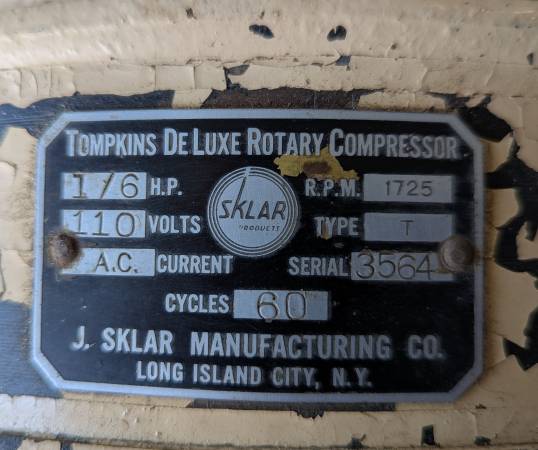 TOMPKINS DE LUXE ROTARY COMPRESSOR
1/6 H.P. R.P.M. 1725
SKLAR
PRODUCTS
110 VOLTS TYPE T
A.C. CURRENT SERIAL 3564
CYCLES 60
J. SKLAR MANUFACTURING CO.
LONG ISLAND CITY, N.Y.